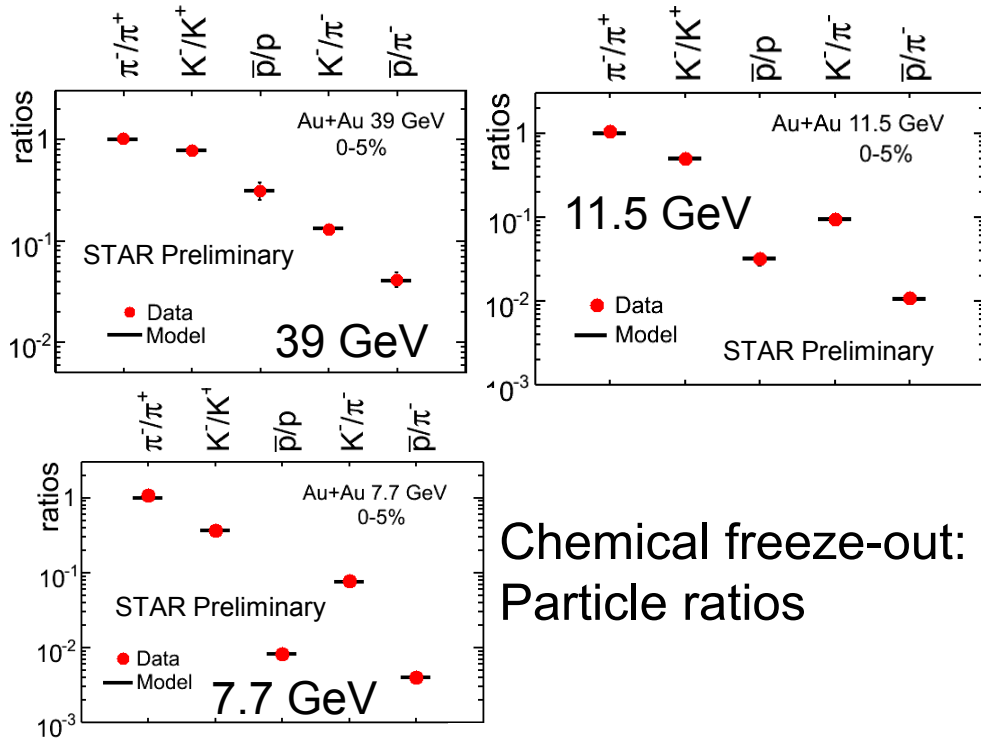 π⁻/π⁺ K⁻/K⁺ p̅/p K⁻/π⁻ p̅/π⁻
ratios
1
10⁻¹
10⁻²
Au+Au 39 GeV
0-5%
STAR Preliminary
Data
Model
39 GeV
π⁻/π⁺ K⁻/K⁺ p̅/p K⁻/π⁻ p̅/π⁻
ratios
1
10⁻¹
10⁻²
10⁻³
Au+Au 11.5 GeV
0-5%
11.5 GeV
Data
Model
STAR Preliminary
π⁻/π⁺ K⁻/K⁺ p̅/p K⁻/π⁻ p̅/π⁻
ratios
1
10⁻¹
10⁻²
10⁻³
Au+Au 7.7 GeV
0-5%
STAR Preliminary
Data
Model
7.7 GeV
Chemical freeze-out:
Particle ratios